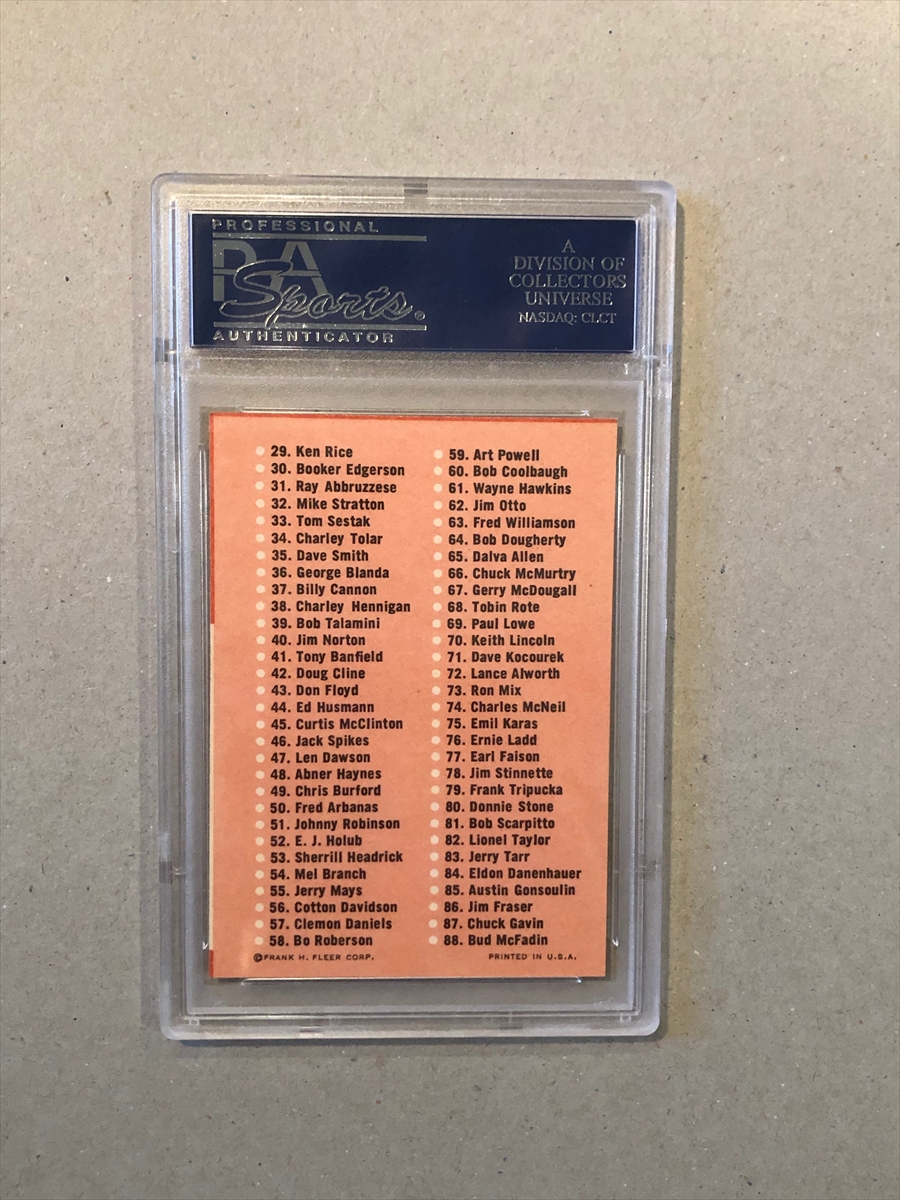 PROFESSIONAL
PSA
Sports®
AUTHENTICATOR
A
DIVISION OF
COLLECTORS
UNIVERSE
NASDAQ: CLCT
29. Ken Rice
30. Booker Edgerson
31. Ray Abbruzzese
32. Mike Stratton
33. Tom Sestak
34. Charley Tolar
35. Dave Smith
36. George Blanda
37. Billy Cannon
38. Charley Hennigan
39. Bob Talamini
40. Jim Norton
41. Tony Banfield
42. Doug Cline
43. Don Floyd
44. Ed Husmann
45. Curtis McClinton
46. Jack Spikes
47. Len Dawson
48. Abner Haynes
49. Chris Burford
50. Fred Arbanas
51. Johnny Robinson
52. E. J. Holub
53. Sherrill Headrick
54. Mel Branch
55. Jerry Mays
56. Cotton Davidson
57. Clemon Daniels
58. Bo Roberson
59. Art Powell
60. Bob Coolbaugh
61. Wayne Hawkins
62. Jim Otto
63. Fred Williamson
64. Bob Dougherty
65. Dalva Allen
66. Chuck McMurtry
67. Gerry McDougall
68. Tobin Rote
69. Paul Lowe
70. Keith Lincoln
71. Dave Kocourek
72. Lance Alworth
73. Ron Mix
74. Charles McNeil
75. Emil Karas
76. Ernie Ladd
77. Earl Faison
78. Jim Stinnette
79. Frank Tripucka
80. Donnie Stone
81. Bob Scarpitto
82. Lionel Taylor
83. Jerry Tarr
84. Eldon Danenhauer
85. Austin Gonsoulin
86. Jim Fraser
87. Chuck Gavin
88. Bud McFadin
©FRANK H. FLEER CORP.
PRINTED IN U.S.A.